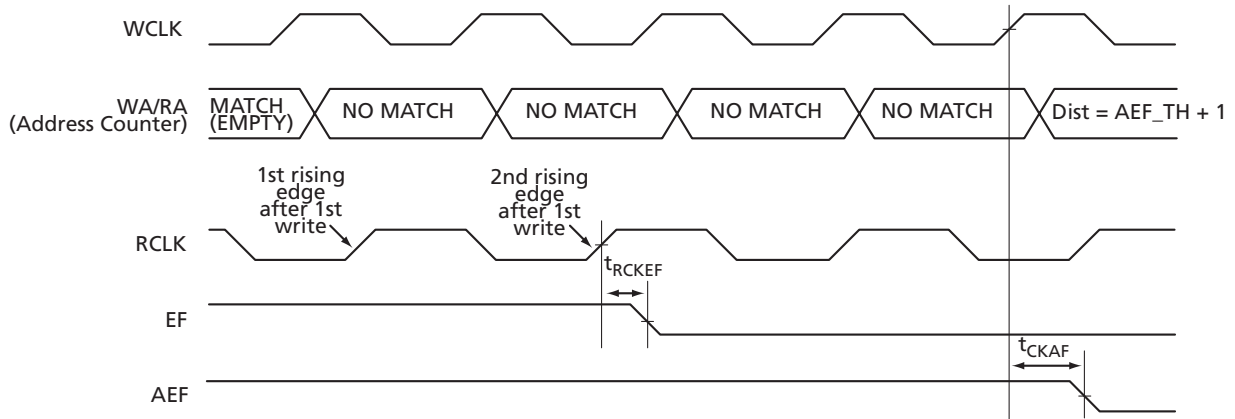 WCLK
WA/RA
(Address Counter)
MATCH
(EMPTY)
NO MATCH
NO MATCH
NO MATCH
NO MATCH
Dist = AEF_TH + 1
1st rising
edge
after 1st
write
2nd rising
edge
after 1st
write
RCLK
tRCKEF
EF
tCKAF
AEF